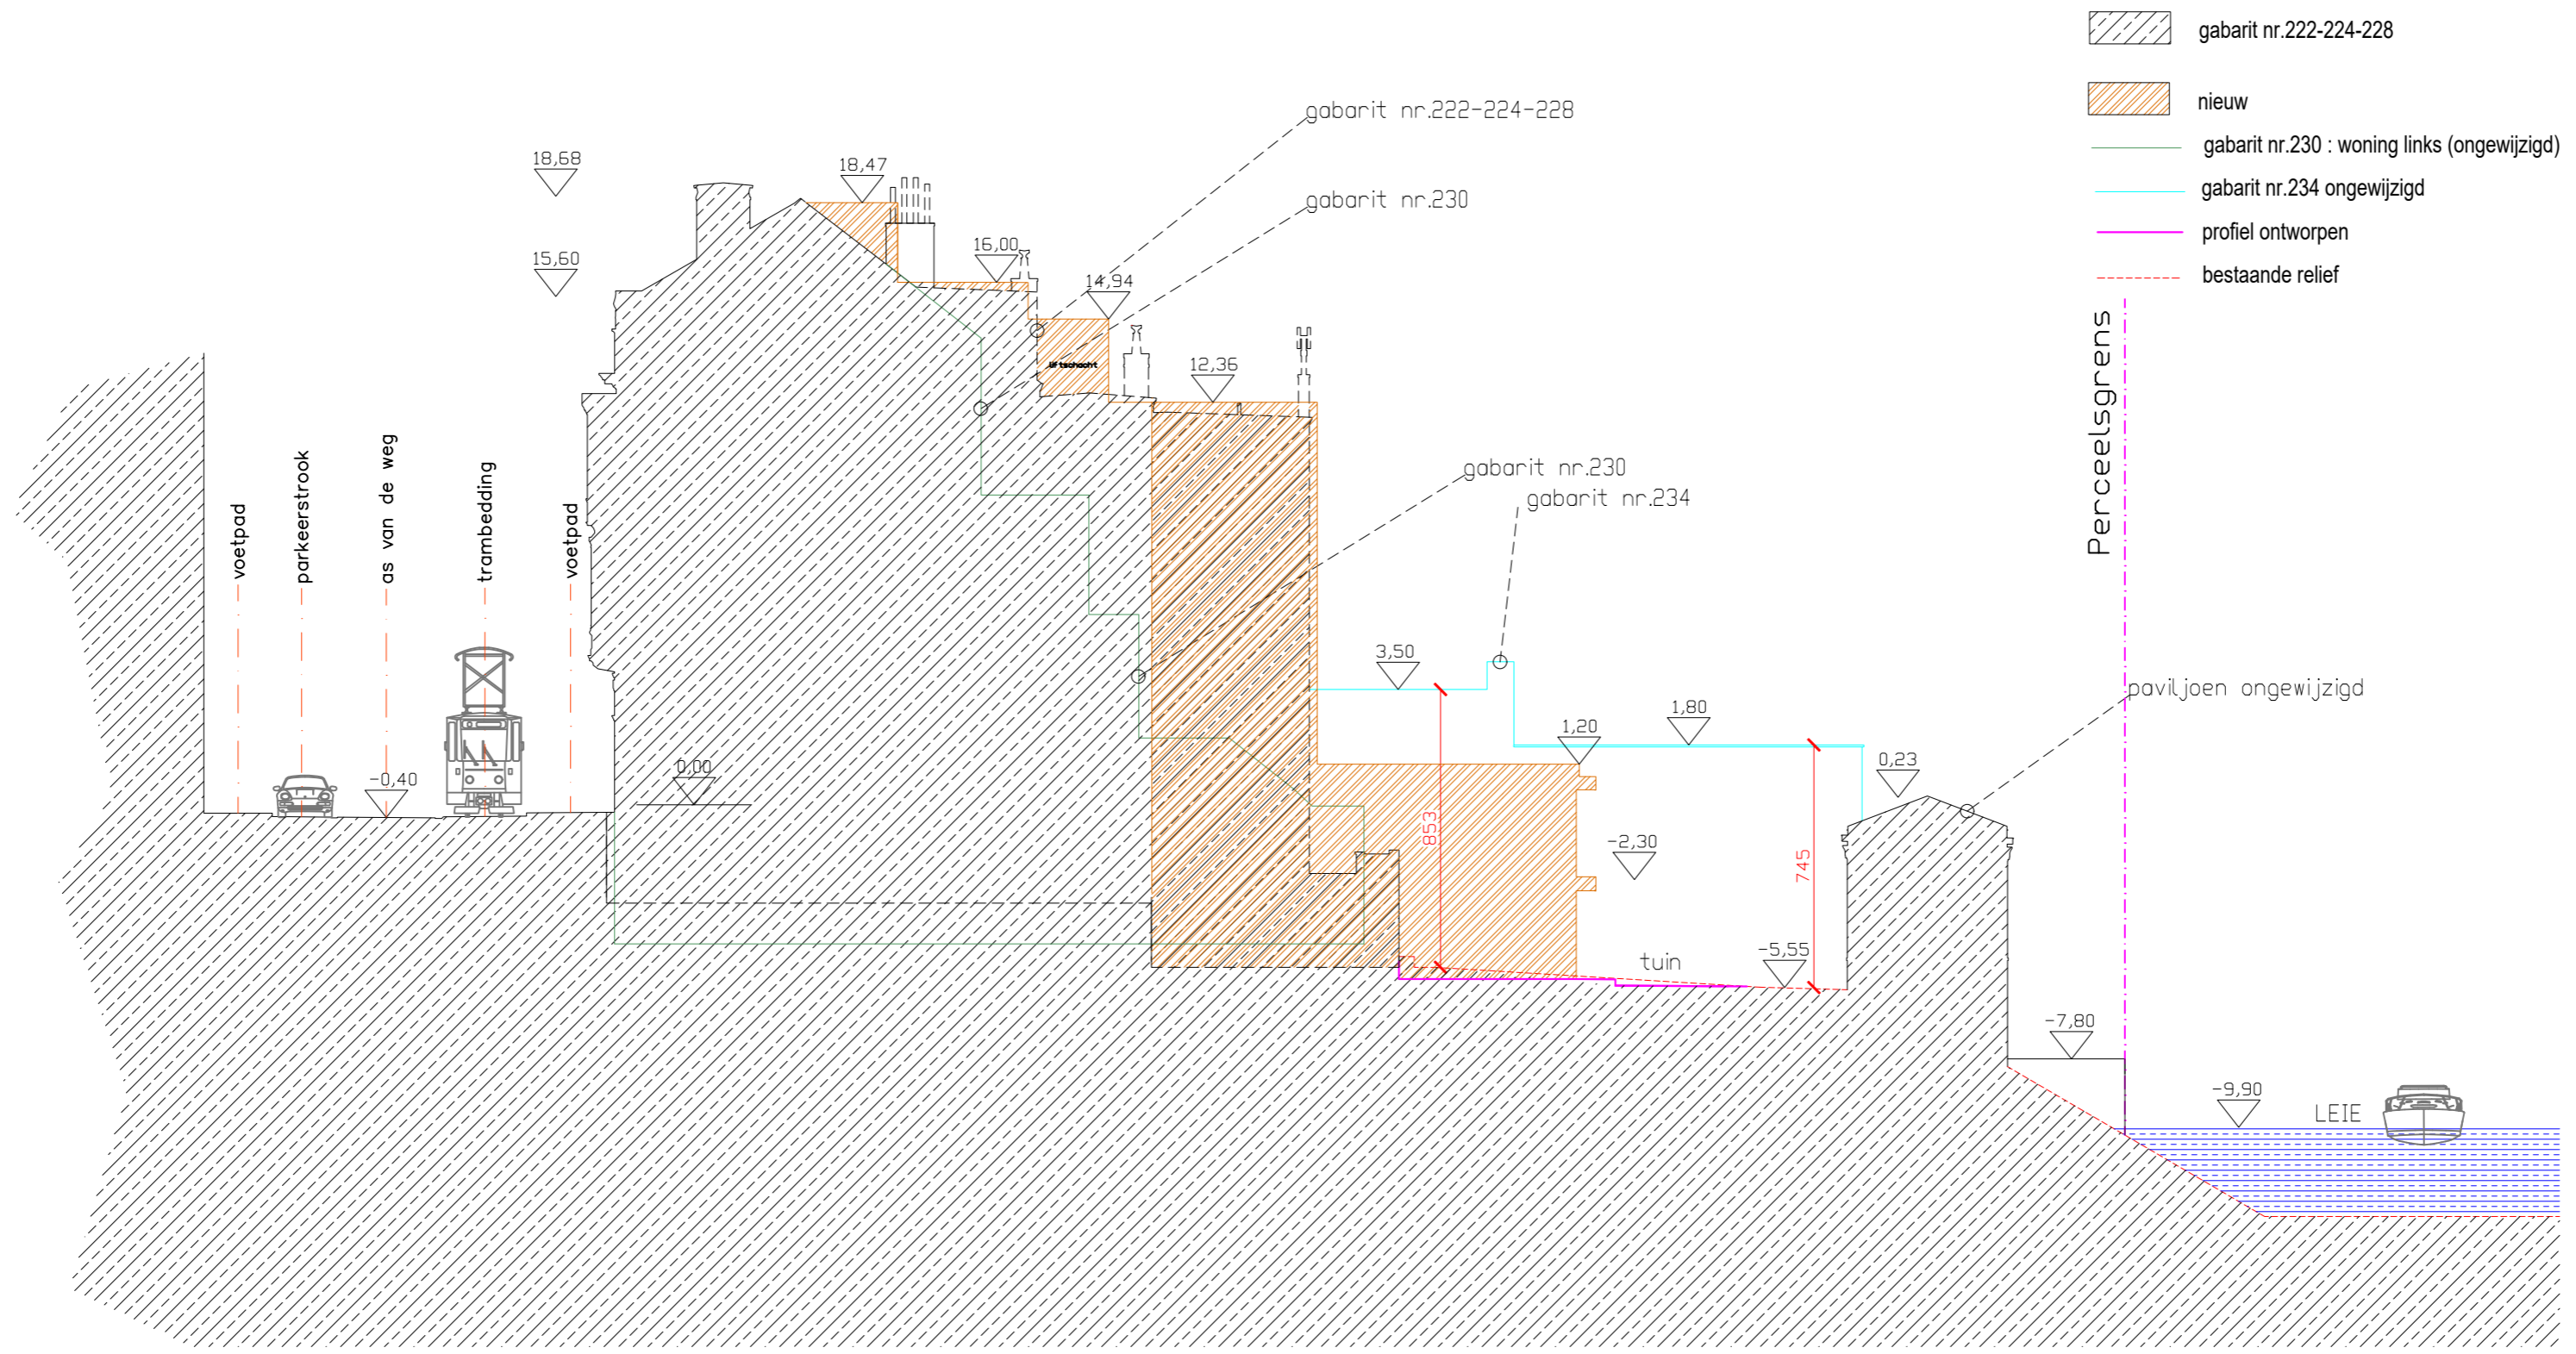 gabarit nr.222-224-228
nieuw
gabarit nr.230 : woning links (ongewijzigd)
gabarit nr.234 ongewijzigd
profiel ontworpen
bestaande relief
gabarit nr.222-224-228
gabarit nr.230
18,68
18,47
15,60
16,00
14,94
liftschacht
12,36
Perceelsgrens
gabarit nr.230
gabarit nr.234
voetpad
parkeerstrook
as van de weg
trambedding
voetpad
3,50
1,80
1,20
paviljoen ongewijzigd
0,23
0,00
-0,40
853
745
-2,30
tuin
-5,55
-7,80
-9,90
LEIE